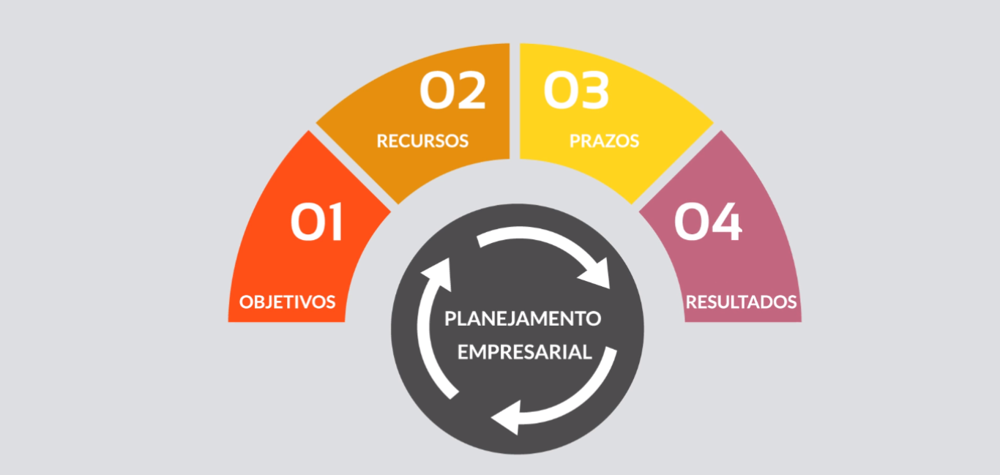 01
OBJETIVOS
02
RECURSOS
03
PRAZOS
04
RESULTADOS
PLANEJAMENTO
EMPRESARIAL